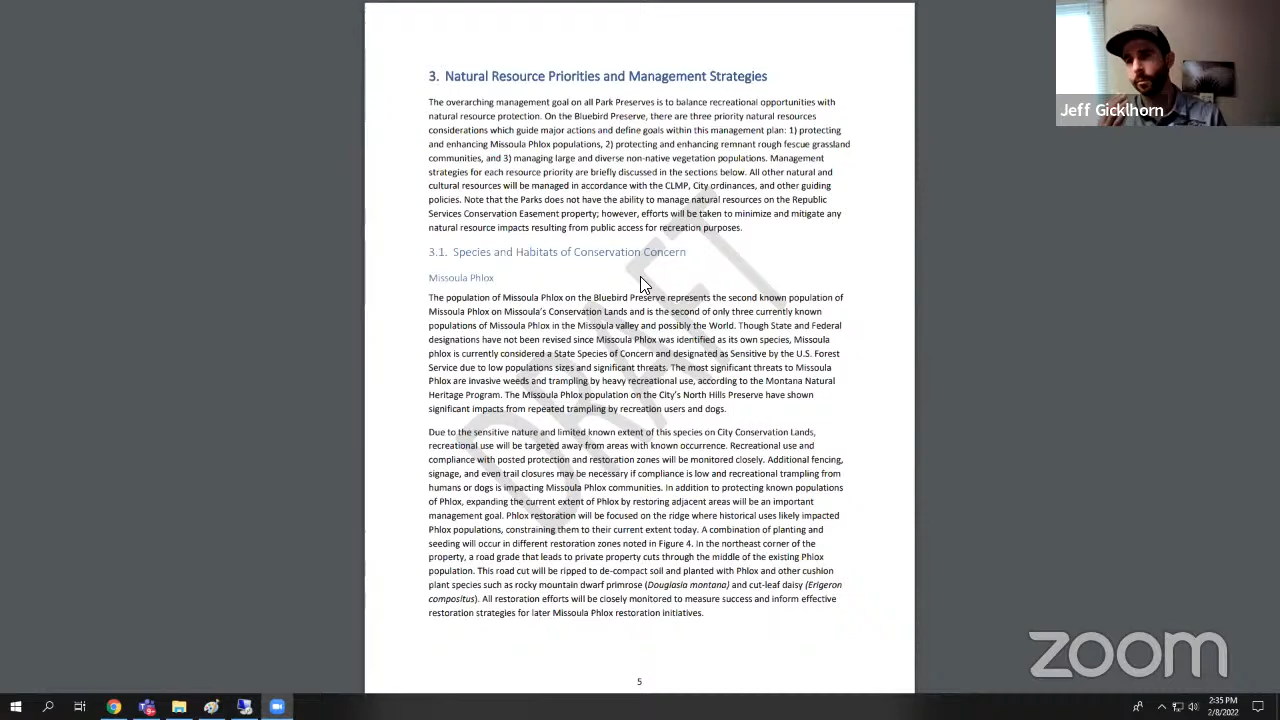 3. Natural Resource Priorities and Management Strategies
The overarching management goal on all Park Preserves is to balance recreational opportunities with
natural resource protection. On the Bluebird Preserve, there are three priority natural resources
considerations which guide major actions and define goals within this management plan: 1) protecting
and enhancing Missoula Phlox populations, 2) protecting and enhancing remnant rough fescue grassland
communities, and 3) managing large and diverse non-native vegetation populations. Management
strategies for each resource priority are briefly discussed in the sections below. All other natural and
cultural resources will be managed in accordance with the CLMP, City ordinances, and other guiding
policies. Note that the Parks does not have the ability to manage natural resources on the Republic
Services Conservation Easement property; however, efforts will be taken to minimize and mitigate any
natural resource impacts resulting from public access for recreation purposes.
3.1. Species and Habitats of Conservation Concern
Missoula Phlox
The population of Missoula Phlox on the Bluebird Preserve represents the second known population of
Missoula Phlox on Missoula's Conservation Lands and is the second of only three currently known
populations of Missoula Phlox in the Missoula valley and possibly the World. Though State and Federal
designations have not been revised since Missoula Phlox was identified as its own species, Missoula
phlox is currently considered a State Species of Concern and designated as Sensitive by the U.S. Forest
Service due to low populations sizes and significant threats. The most significant threats to Missoula
Phlox are invasive weeds and trampling by heavy recreational use, according to the Montana Natural
Heritage Program. The Missoula Phlox population on the City's North Hills Preserve have shown
significant impacts from repeated trampling by recreation users and dogs.
Due to the sensitive nature and limited known extent of this species on City Conservation Lands,
recreational use will be targeted away from areas with known occurrence. Recreational use and
compliance with posted protection and restoration zones will be monitored closely. Additional fencing,
signage, and even trail closures may be necessary if compliance is low and recreational trampling from
humans or dogs is impacting Missoula Phlox communities. In addition to protecting known populations
of Phlox, expanding the current extent of Phlox by restoring adjacent areas will be an important
management goal. Phlox restoration will be focused on the ridge where historical uses likely impacted
Phlox populations, constraining them to their current extent today. A combination of planting and
seeding will occur in different restoration zones noted in Figure 4. In the northeast corner of the
property, a road grade that leads to private property cuts through the middle of the existing Phlox
population. This road cut will be ripped to de-compact soil and planted with Phlox and other cushion
plant species such as rocky mountain dwarf primrose (Douglasia montana) and cut-leaf daisy (Erigeron
compositus). All restoration efforts will be closely monitored to measure success and inform effective
restoration strategies for later Missoula Phlox restoration initiatives.
DRAFT
5
Jeff Gicklhorn
zoom
2:35 PM
2/8/2022